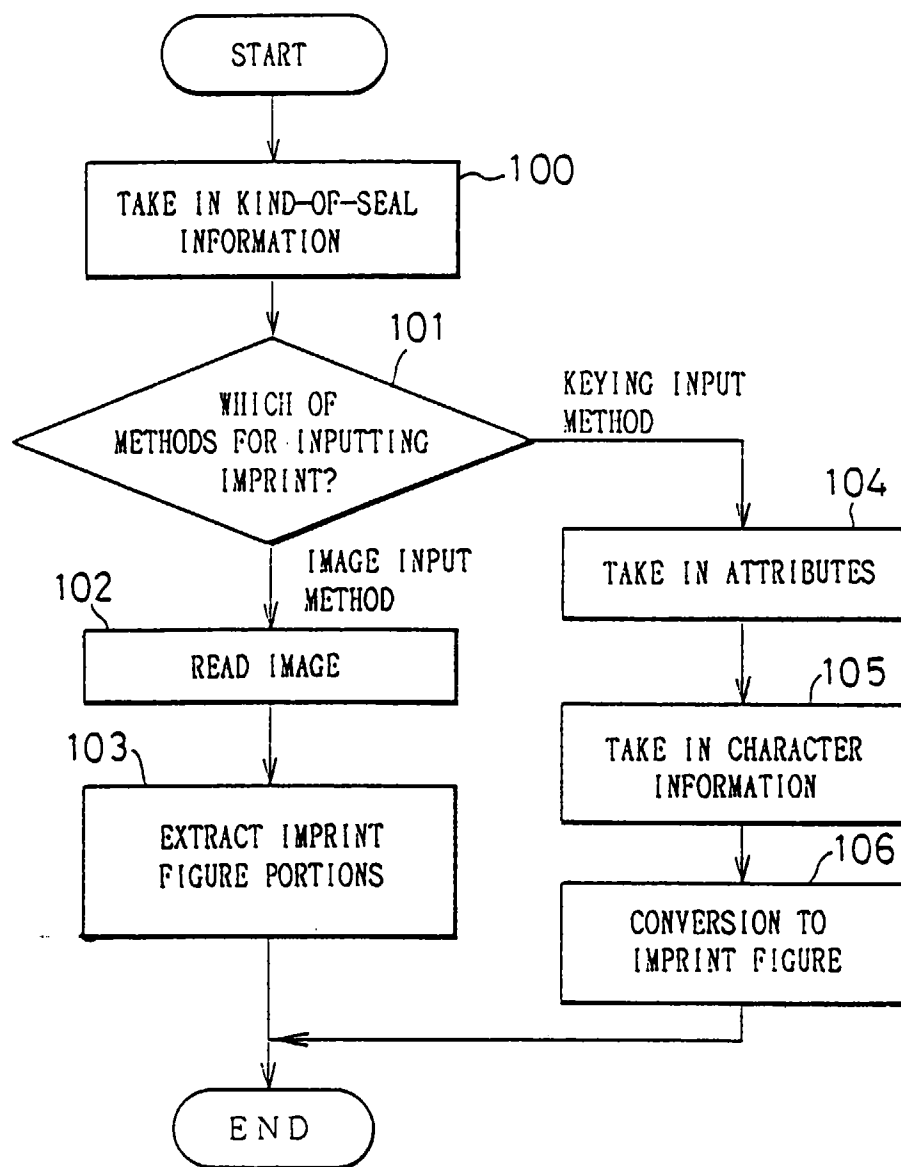 START
100
TAKE IN KIND-OF-SEAL
INFORMATION
101
WHICH OF
METHODS FOR INPUTTING
IMPRINT?
KEYING INPUT
METHOD
IMAGE INPUT
METHOD
102
READ IMAGE
103
EXTRACT IMPRINT
FIGURE PORTIONS
104
TAKE IN ATTRIBUTES
105
TAKE IN CHARACTER
INFORMATION
106
CONVERSION TO
IMPRINT FIGURE
END